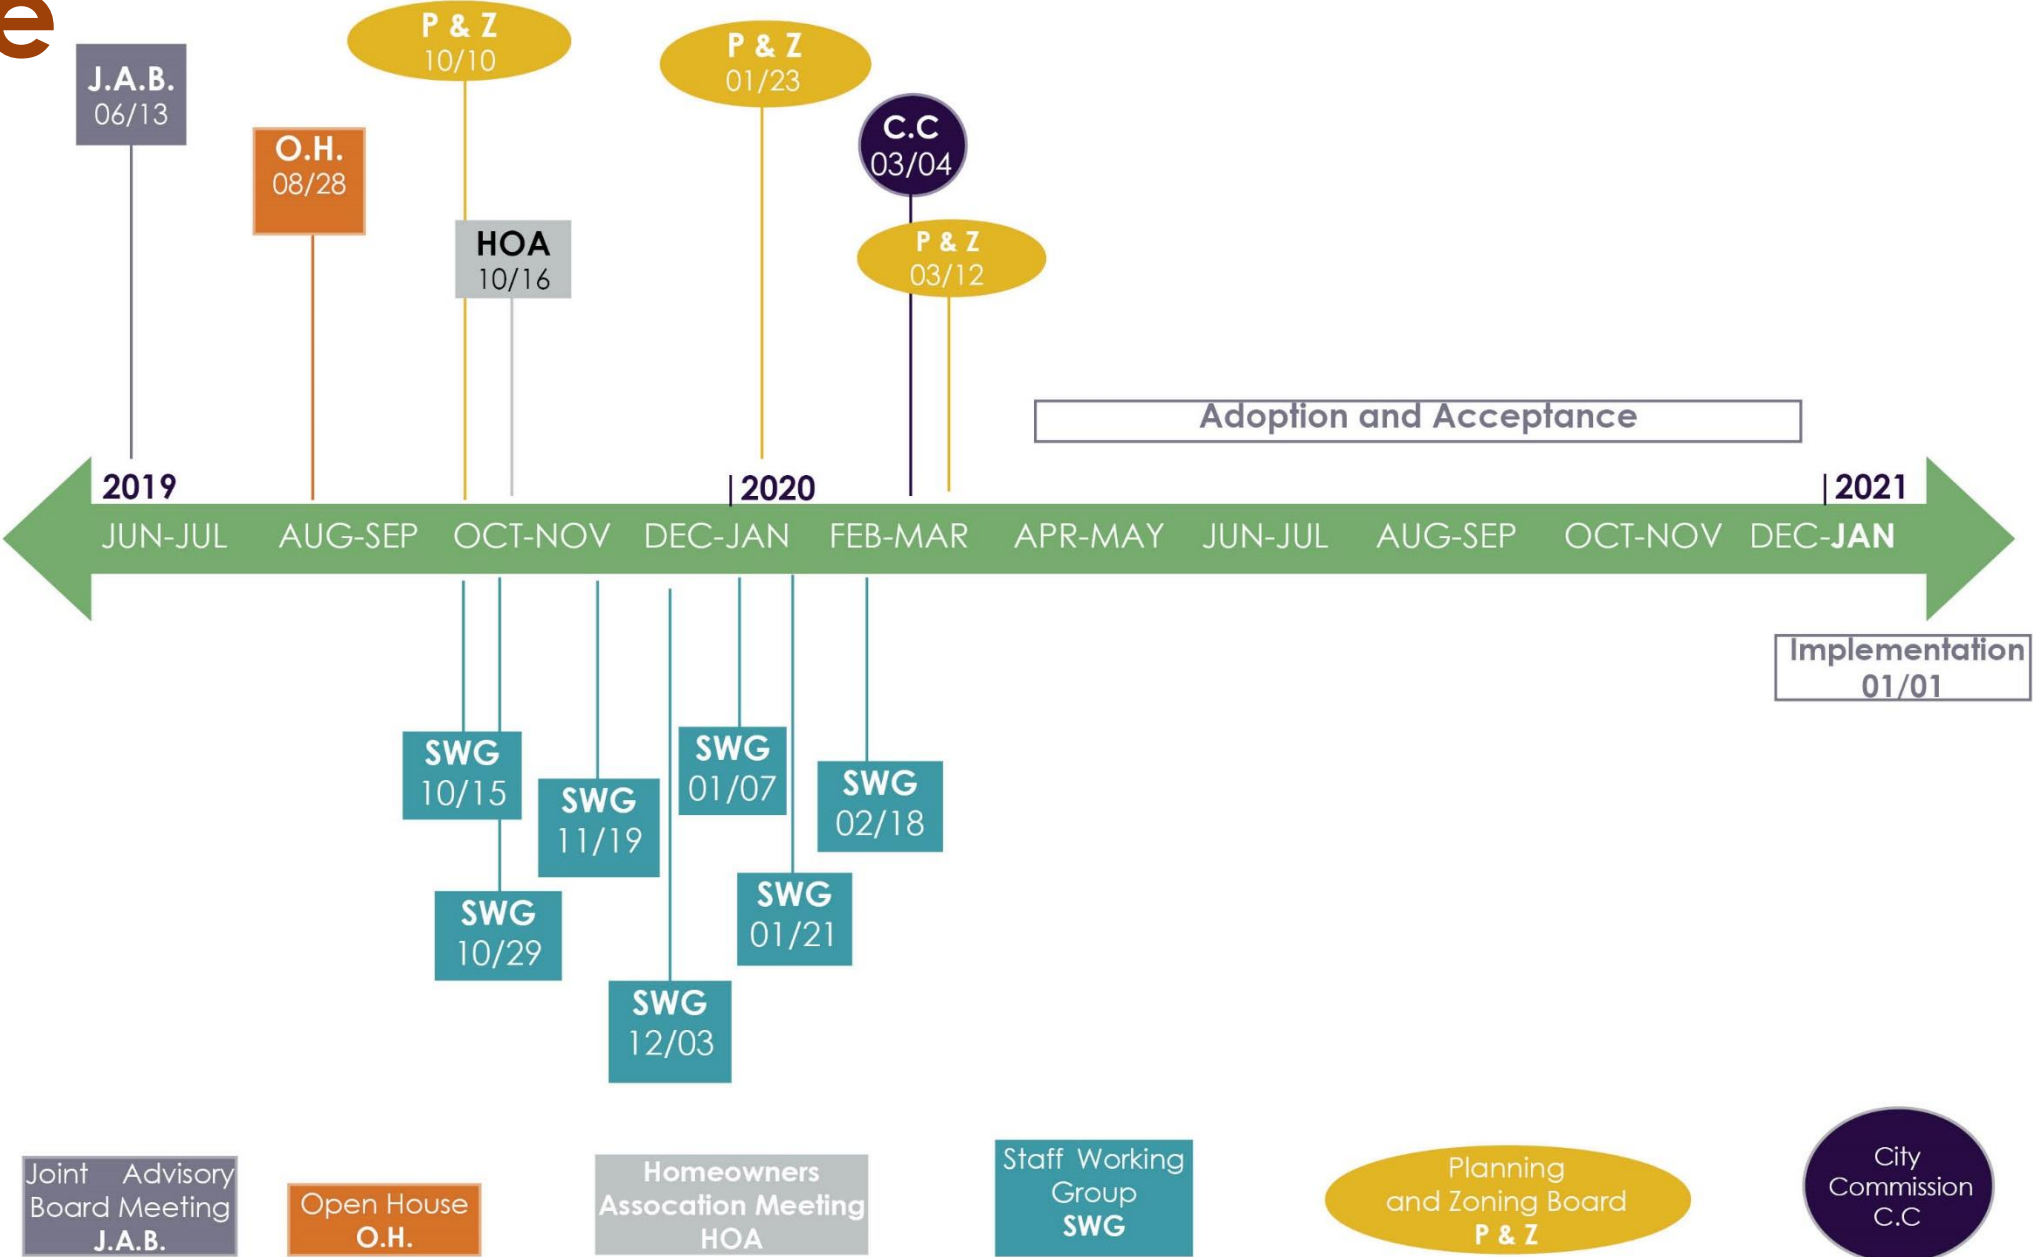 e
J.A.B.
06/13
O.H.
08/28
P & Z
10/10
HOA
10/16
P & Z
01/23
C.C
03/04
P & Z
03/12
Adoption and Acceptance
2019
|2020
|2021
JUN-JUL AUG-SEP OCT-NOV DEC-JAN FEB-MAR APR-MAY JUN-JUL AUG-SEP OCT-NOV DEC-JAN
Implementation
01/01
SWG
10/15
SWG
10/29
SWG
11/19
SWG
12/03
SWG
01/07
SWG
01/21
SWG
02/18
Joint Advisory
Board Meeting
J.A.B.
Open House
O.H.
Homeowners
Assocation Meeting
HOA
Staff Working
Group
SWG
Planning
and Zoning Board
P & Z
City
Commission
C.C